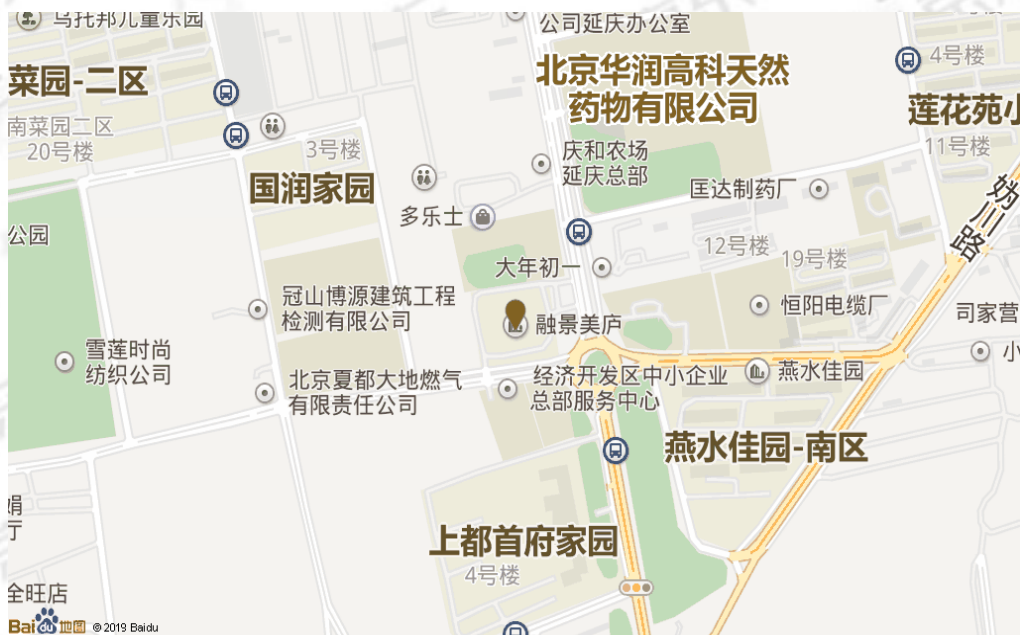 乌托邦儿童乐园
公司延庆办公室
4号楼
菜园-二区
北京华润高科天然
药物有限公司
莲花苑小
南菜园二区
20号楼
3号楼
庆和农场
延庆总部
11号楼
国润家园
匡达制药厂
妫川路
多乐士
公园
12号楼
19号楼
大年初一
冠山博源建筑工程
检测有限公司
恒阳电缆厂
司家营
融景美庐
雪莲时尚
纺织公司
小
北京夏都大地燃气
有限责任公司
经济开发区中小企业
总部服务中心
燕水佳园
燕水佳园-南区
娟
厅
上都首府家园
4号楼
全旺店
Bai du 地图 © 2019 Baidu